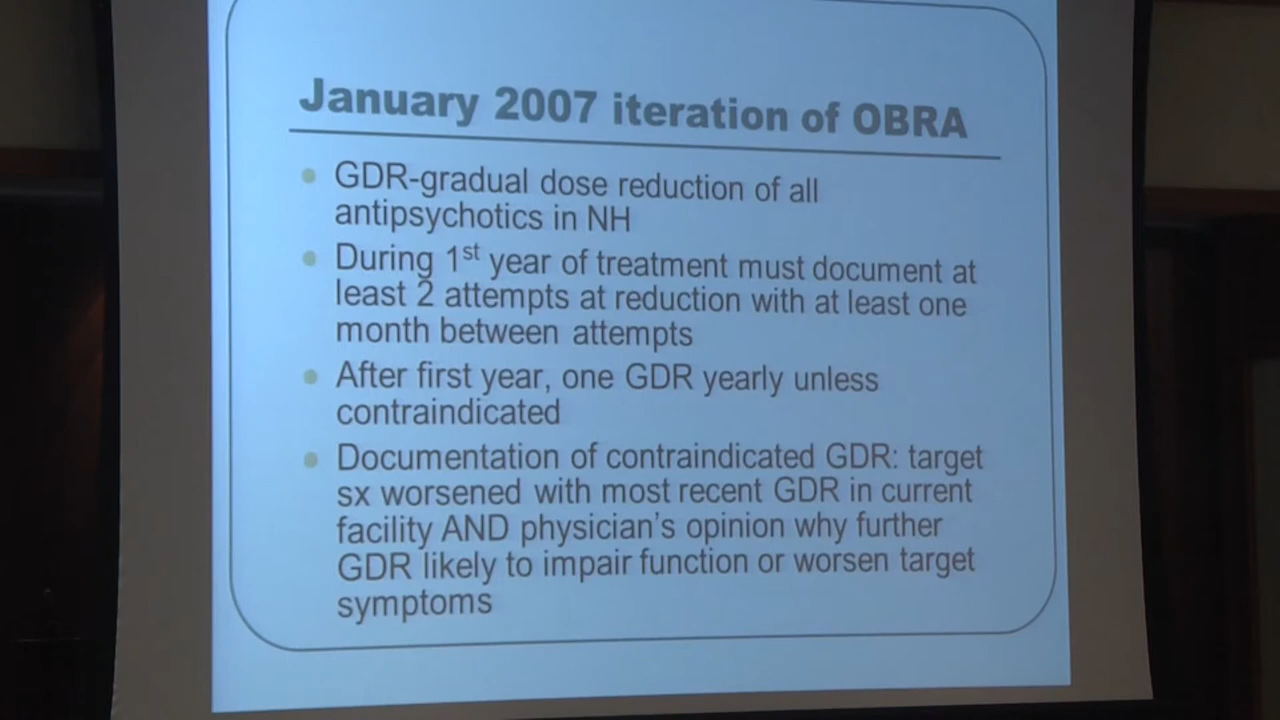 January 2007 iteration of OBRA
GDR-gradual dose reduction of all
antipsychotics in NH
During 1st year of treatment must document at
least 2 attempts at reduction with at least one
month between attempts
After first year, one GDR yearly unless
contraindicated
Documentation of contraindicated GDR: target
sx worsened with most recent GDR in current
facility AND physician's opinion why further
GDR likely to impair function or worsen target
symptoms